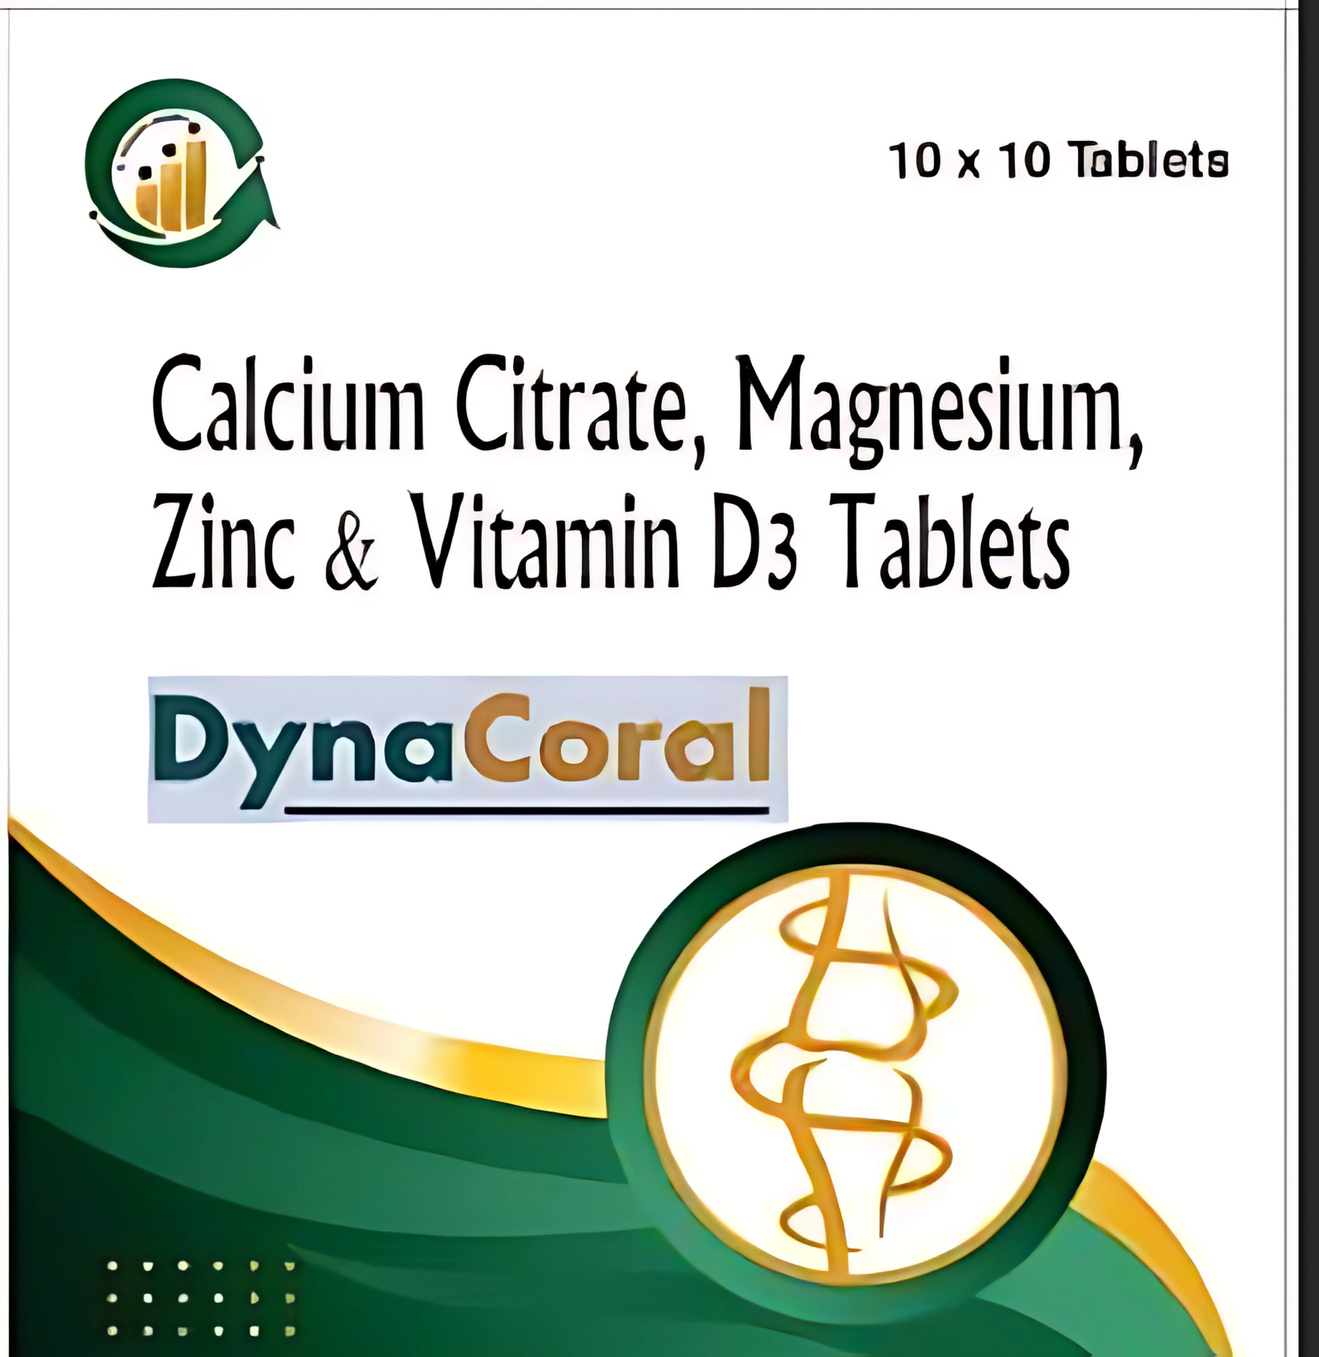 10 x 10 Tablets
Calcium Citrate, Magnesium,
Zinc & Vitamin D3 Tablets
DynaCoral